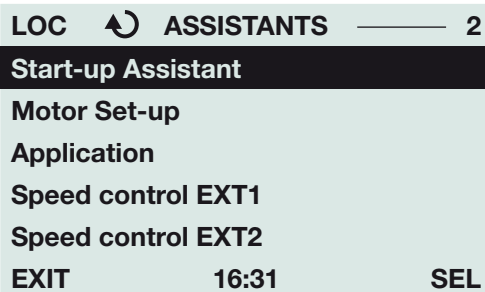 LOC ASSISTANTS 2
Start-up Assistant
Motor Set-up
Application
Speed control EXT1
Speed control EXT2
EXIT 16:31 SEL